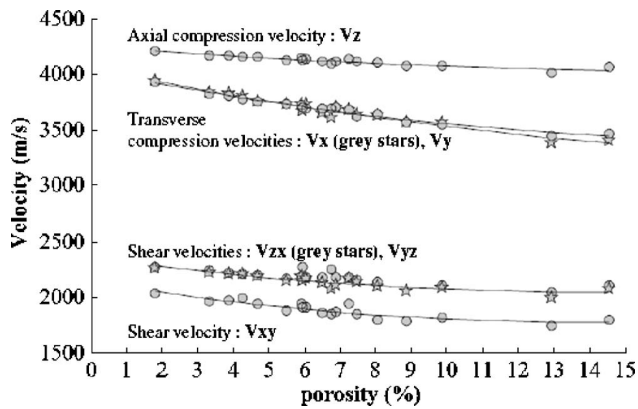 4500
Axial compression velocity : Vz
4000
3500
Transverse
compression velocities : Vx (grey stars), Vy
3000
Velocity (m/s)
2500
Shear velocities : Vzx (grey stars), Vyz
2000
Shear velocity : Vxy
1500
0 1 2 3 4 5 6 7 8 9 10 11 12 13 14 15
porosity (%)